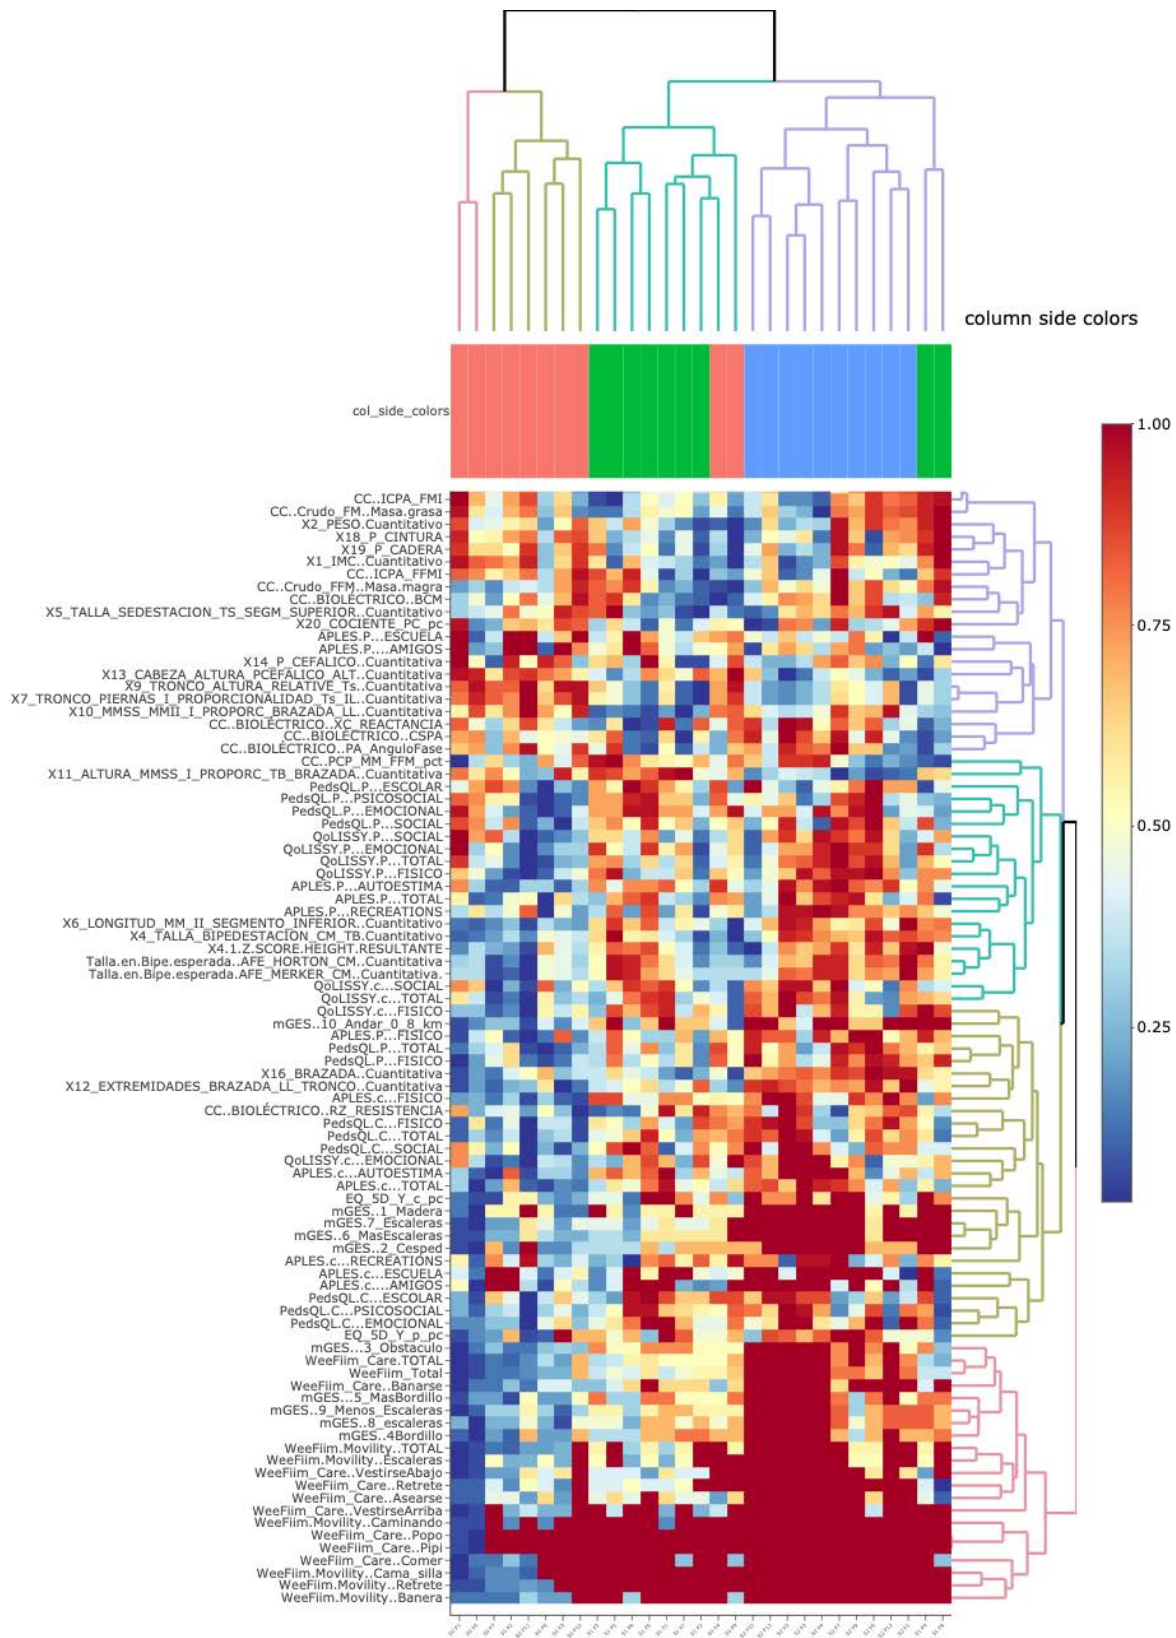 column side colors
col_side_colors
1.00
0.75
0.50
0.25
CC..ICPA_FMI
CC..Crudo_FM..Masa.grasa
X2_PESO.Cuantitativo
X18_P_CINTURA
X19_P_CADERA
X1_IMC..Cuantitativo
CC..ICPA_FFMI
CC..Crudo_FFM..Masa.magra
CC..BIOLÉCTRICO..BCM
X5_TALLA_SEDESTACION_TS_SEGM_SUPERIOR..Cuantitativo
X20_COCIENTE_PC_pc
APLES.P...ESCUELA
APLES.P....AMIGOS
X14_P_CEFÁLICO..Cuantitativa
X13_CABEZA_ALTURA_PCEFALICO_ALT..Cuantitativa
X9_TRONCO_ALTURA_RELATIVE_Ts..Cuantitativa
X7_TRONCO_PIERNAS_I_PROPORCIONALIDAD_Ts_IL..Cuantitativa
X10_MMSS_MMII_I_PROPORC_BRAZADA_LL..Cuantitativa
CC..BIOLÉCTRICO..XC_REACTANCIA
CC..BIOLÉCTRICO..CSPA
CC..BIOLÉCTRICO..PA_AnguloFase
CC..PCP_MM_FFM_pct
X11_ALTURA_MMSS_I_PROPORC_TB_BRAZADA..Cuantitativa
PedsQL.P...ESCOLAR
PedsQL.P...PSICOSOCIAL
PedsQL.P...EMOCIONAL
PedsQL.P...SOCIAL
QoLISSY.P...SOCIAL
QoLISSY.P...EMOCIONAL
QoLISSY.P...TOTAL
QoLISSY.P...FISICO
APLES.P...AUTOESTIMA
APLES.P...TOTAL
APLES.P...RECREATIONS
X6_LONGITUD_MM_II_SEGMENTO_INFERIOR..Cuantitativo
X4_TALLA_BIPEDESTACION_CM_TB.Cuantitativo
X4.1.Z.SCORE.HEIGHT.RESULTANTE
Talla.en.Bipe.esperada..AFE_HORTON_CM..Cuantitativa
Talla.en.Bipe.esperada.AFE_MERKER_CM..Cuantitativa.
QoLISSY.c...SOCIAL
QoLISSY.c...TOTAL
QoLISSY.c...FISICO
mGES..10_Andar_0_8_km
APLES.P...FISICO
PedsQL.P...TOTAL
PedsQL.P...FISICO
X16_BRAZADA..Cuantitativa
X12_EXTREMIDADES_BRAZADA_LL_TRONCO..Cuantitativa
APLES.c...FISICO
CC..BIOLÉCTRICO..RZ_RESISTENCIA
PedsQL.C...FISICO
PedsQL.C...TOTAL
PedsQL.C...SOCIAL
QoLISSY.c...EMOCIONAL
APLES.c...AUTOESTIMA
APLES.c...TOTAL
EQ_5D_Y_c_pc
mGES..1_Madera
mGES.7_Escaleras
mGES..6_MasEscaleras
mGES..2_Cesped
APLES.c...RECREATIONS
APLES.c...ESCUELA
APLES.c....AMIGOS
PedsQL.C...ESCOLAR
PedsQL.C...PSICOSOCIAL
PedsQL.C...EMOCIONAL
EQ_5D_Y_p_pc
mGES...3_Obstaculo
WeeFiim_Care.TOTAL
WeeFiim_Total
WeeFiim_Care..Banarse
mGES...5_MasBordillo
mGES..9_Menos_Escaleras
mGES..8_escaleras
mGES..4Bordillo
WeeFiim.Movility..TOTAL
WeeFiim.Movility..Escaleras
WeeFiim_Care..VestirseAbajo
WeeFiim_Care..Retrete
WeeFiim_Care..Asearse
WeeFiim_Care..VestirseArriba
WeeFiim.Movility..Caminando
WeeFiim_Care..Popo
WeeFiim_Care..Pipi
WeeFiim_Care..Comer
WeeFiim.Movility..Cama_silla
WeeFiim.Movility..Retrete
WeeFiim.Movility..Banera